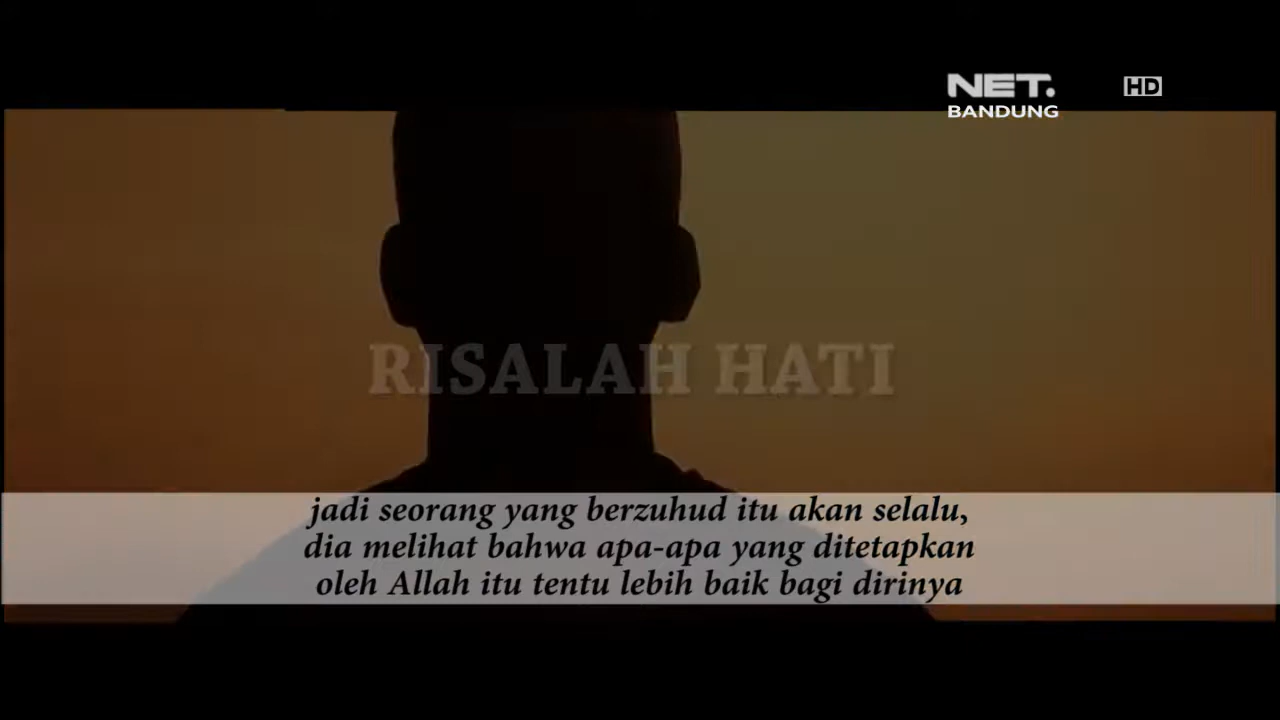 NET.
BANDUNG
HD
RISALAH HATI
jadi seorang yang berzuhud itu akan selalu,
dia melihat bahwa apa-apa yang ditetapkan
oleh Allah itu tentu lebih baik bagi dirinya